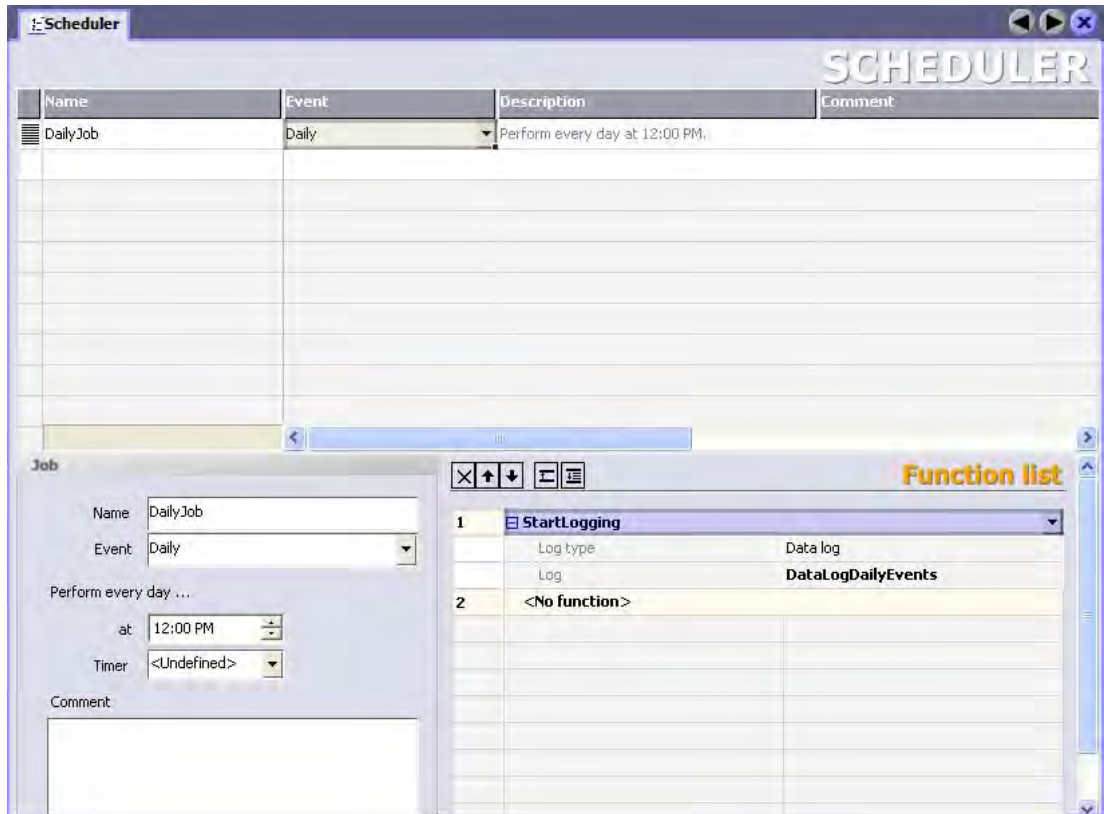 Scheduler
SCHEDULER
Name Event Description Comment
DailyJob Daily Perform every day at 12:00 PM.
Job
Name DailyJob
Event Daily
Perform every day ...
at 12:00 PM
Timer <Undefined>
Comment
Function list
1 StartLogging
Log type Data log
Log DataLogDailyEvents
2 <No function>